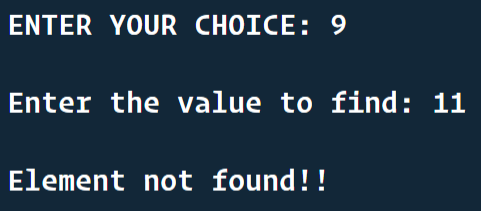 ENTER YOUR CHOICE: 9
Enter the value to find: 11
Element not found!!